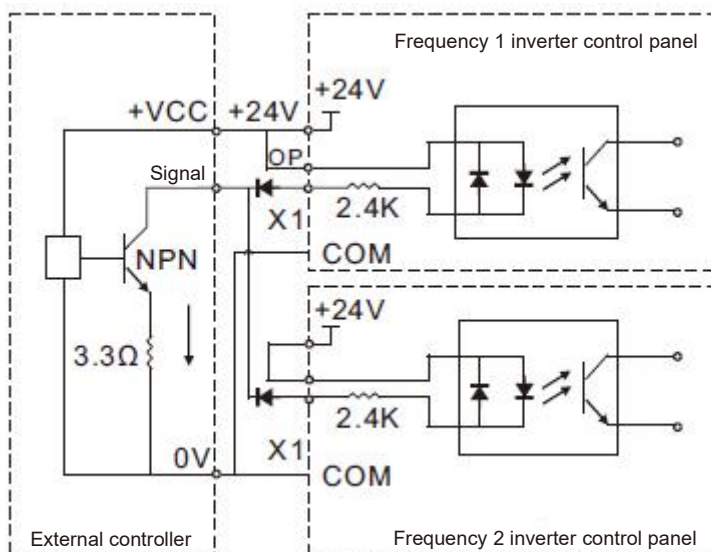 Frequency 1 inverter control panel
+24V
+VCC +24V
OP
Signal
X1
2.4K
NPN
COM
+24V
3.3Ω
2.4K
X1
0V
COM
External controller
Frequency 2 inverter control panel